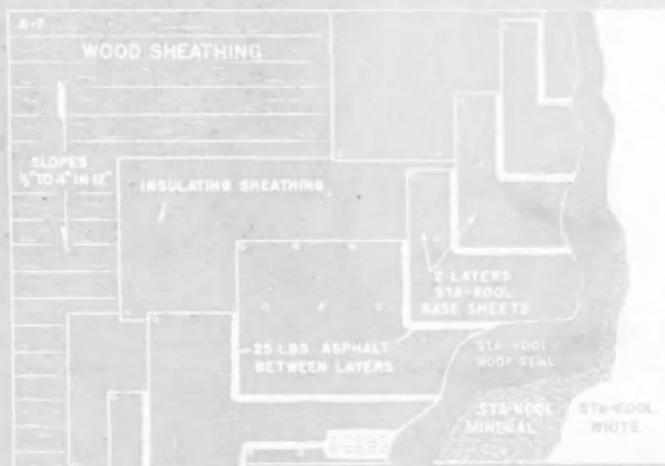 A-F
WOOD SHEATHING
SLOPES
½" TO 4" IN 12"
INSULATING SHEATHING
2 LAYERS
STA-KOOL
BASE SHEETS
25 LBS. ASPHALT
BETWEEN LAYERS
STA-KOOL
ROOF SEAL
STA-KOOL
MINERAL
STA-KOOL
WHITE